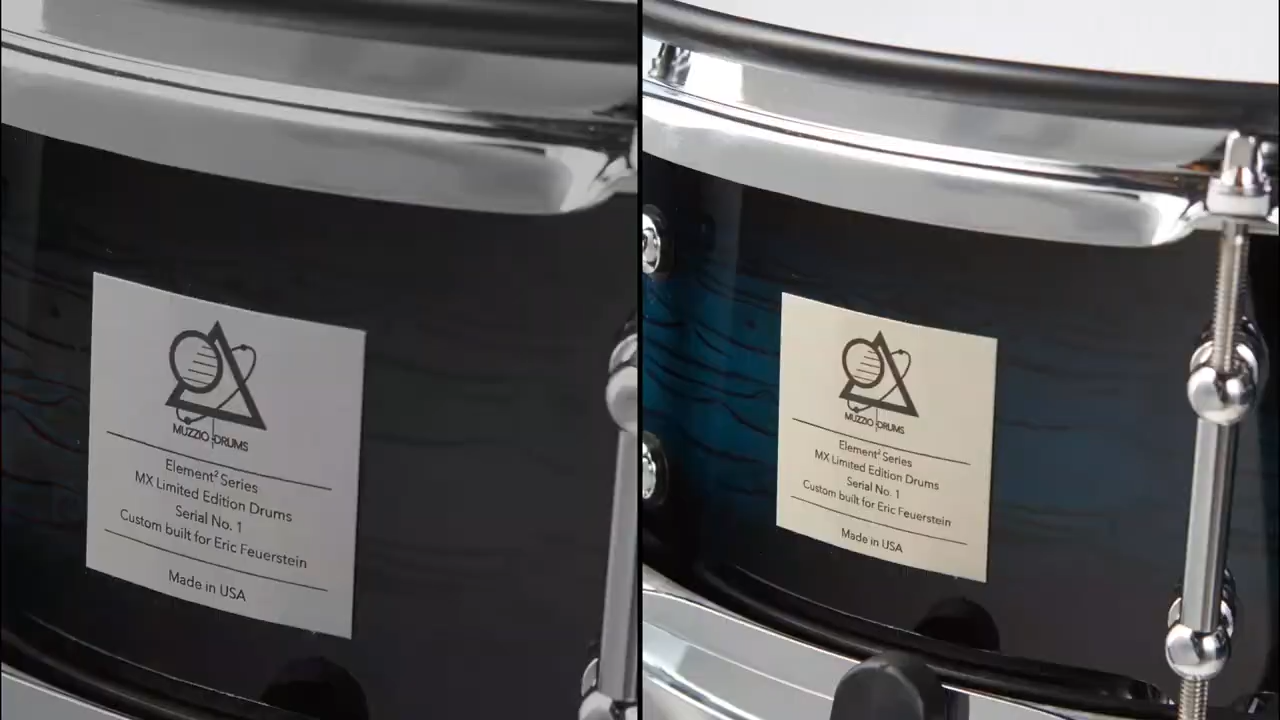 MUZZIO DRUMS
Element² Series
MX Limited Edition Drums
Serial No. 1
Custom built for Eric Feuerstein
Made in USA
MUZZIO DRUMS
Element² Series
MX Limited Edition Drums
Serial No. 1
Custom built for Eric Feuerstein
Made in USA